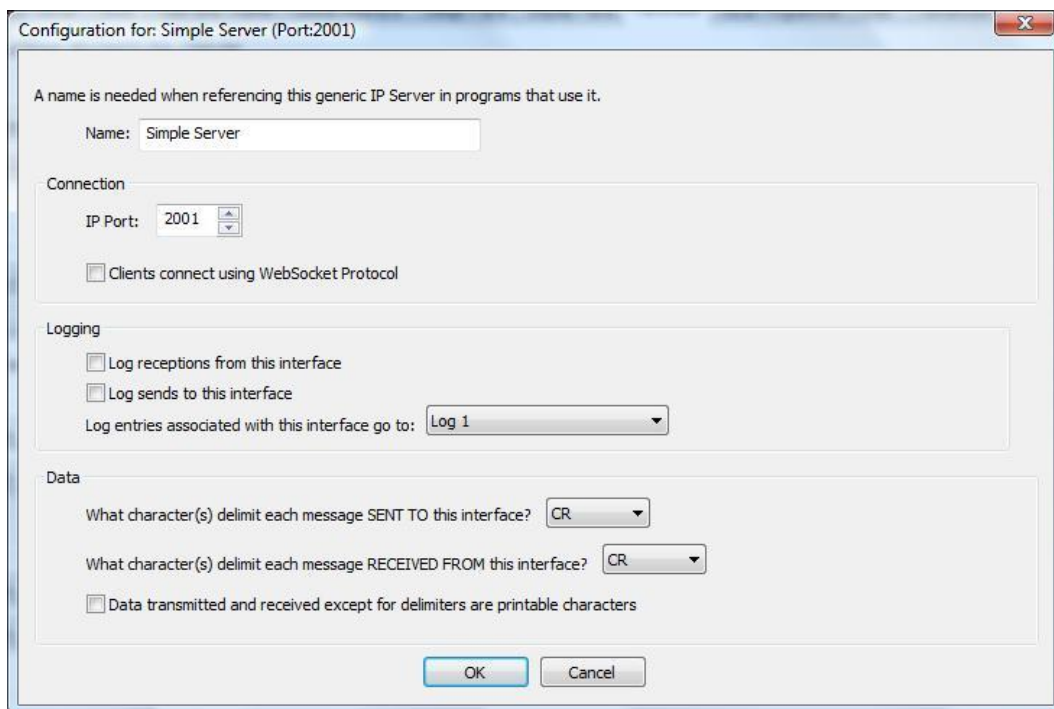 Configuration for: Simple Server (Port:2001)
A name is needed when referencing this generic IP Server in programs that use it.
Name: Simple Server
Connection
IP Port: 2001
Clients connect using WebSocket Protocol
Logging
Log receptions from this interface
Log sends to this interface
Log entries associated with this interface go to: Log 1
Data
What character(s) delimit each message SENT TO this interface? CR
What character(s) delimit each message RECEIVED FROM this interface? CR
Data transmitted and received except for delimiters are printable characters
OK Cancel